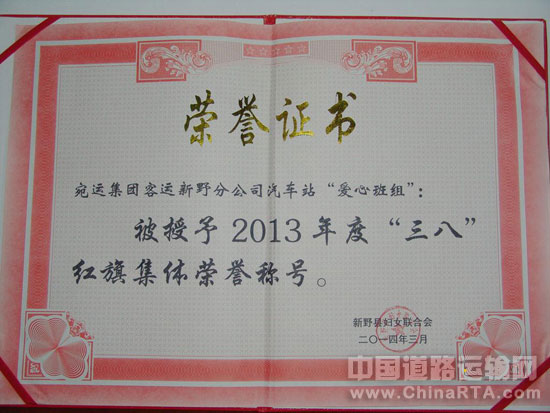 荣誉证书
宛运集团客运新野分公司汽车站“爱心班组”：
被授予2013年度“三八”
红旗集体荣誉称号。
新野县妇女联合会
二〇一四年三月
中国道路运输网
www.ChinaRTA.com